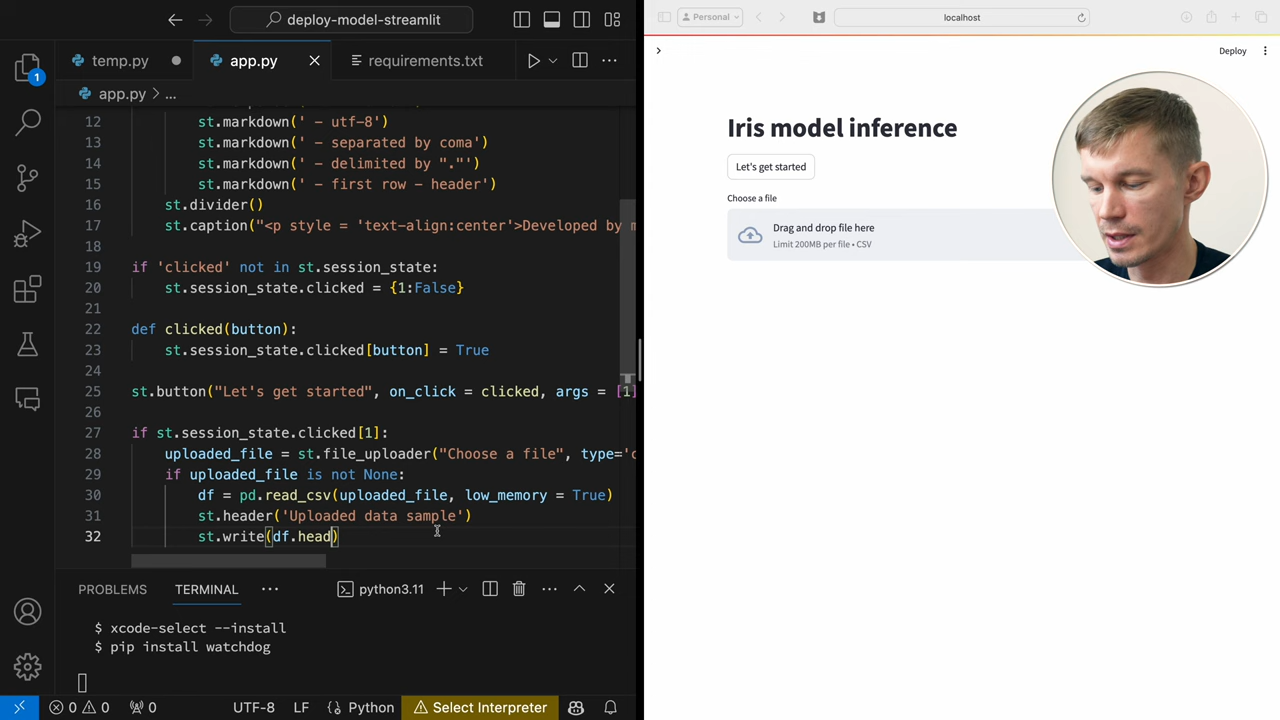 deploy-model-streamlit
temp.py
app.py
requirements.txt
app.py > ...
12 st.markdown(' - utf-8')
13 st.markdown(' - separated by coma')
14 st.markdown(' - delimited by "."')
15 st.markdown(' - first row - header')
16 st.divider()
17 st.caption("<p style = 'text-align:center'>Developed by m
18
19 if 'clicked' not in st.session_state:
20 st.session_state.clicked = {1:False}
21
22 def clicked(button):
23 st.session_state.clicked[button] = True
24
25 st.button("Let's get started", on_click = clicked, args = [1]
26
27 if st.session_state.clicked[1]:
28 uploaded_file = st.file_uploader("Choose a file", type='c
29 if uploaded_file is not None:
30 df = pd.read_csv(uploaded_file, low_memory = True)
31 st.header('Uploaded data sample')
32 st.write(df.head)
1
PROBLEMS TERMINAL ... python3.11
$ xcode-select --install
$ pip install watchdog
0 0 0 UTF-8 LF Python Select Interpreter
Personal
localhost
Deploy
Iris model inference
Let's get started
Choose a file
Drag and drop file here
Limit 200MB per file • CSV